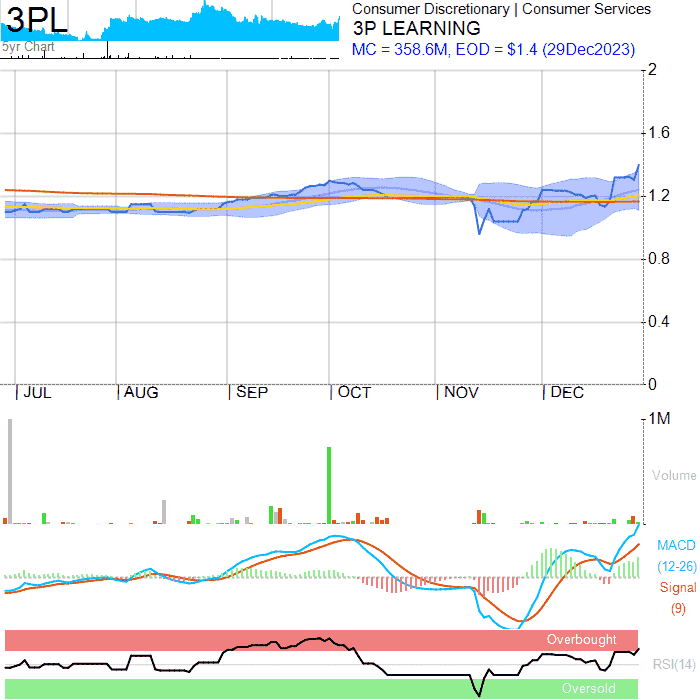 3PL
5yr Chart
Consumer Discretionary | Consumer Services
3P LEARNING
MC = 358.6M, EOD = $1.4 (29Dec2023)
2
1.6
1.2
0.8
0.4
0
JUL AUG SEP OCT NOV DEC
1M
Volume
MACD
(12-26)
Signal
(9)
Overbought
RSI(14)
Oversold